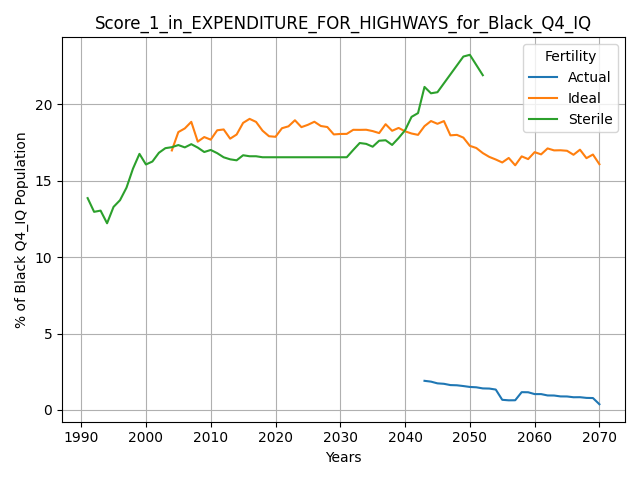 Score_1_in_EXPENDITURE_FOR_HIGHWAYS_for_Black_Q4_IQ
Fertility
Actual
Ideal
Sterile
% of Black Q4_IQ Population
20
15
10
5
0
1990 2000 2010 2020 2030 2040 2050 2060 2070
Years